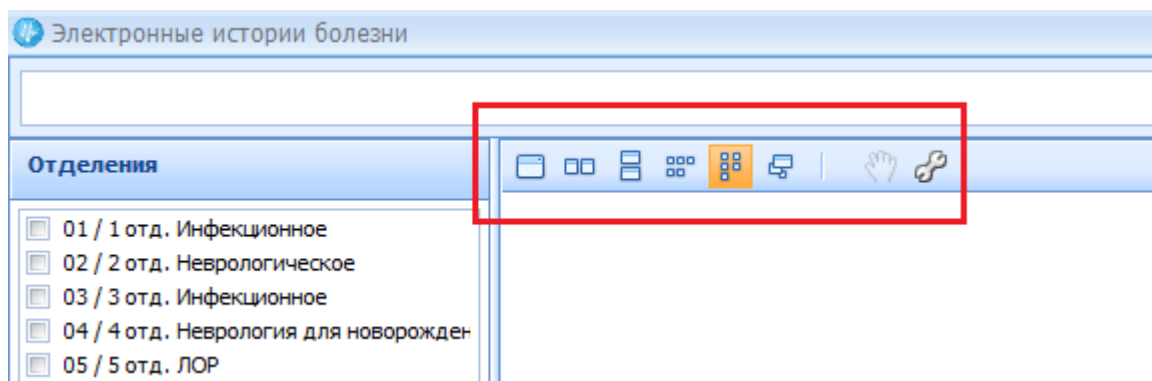 Электронные истории болезни
Отделения
01 / 1 отд. Инфекционное
02 / 2 отд. Неврологическое
03 / 3 отд. Инфекционное
04 / 4 отд. Неврология для новорожден
05 / 5 отд. ЛОР